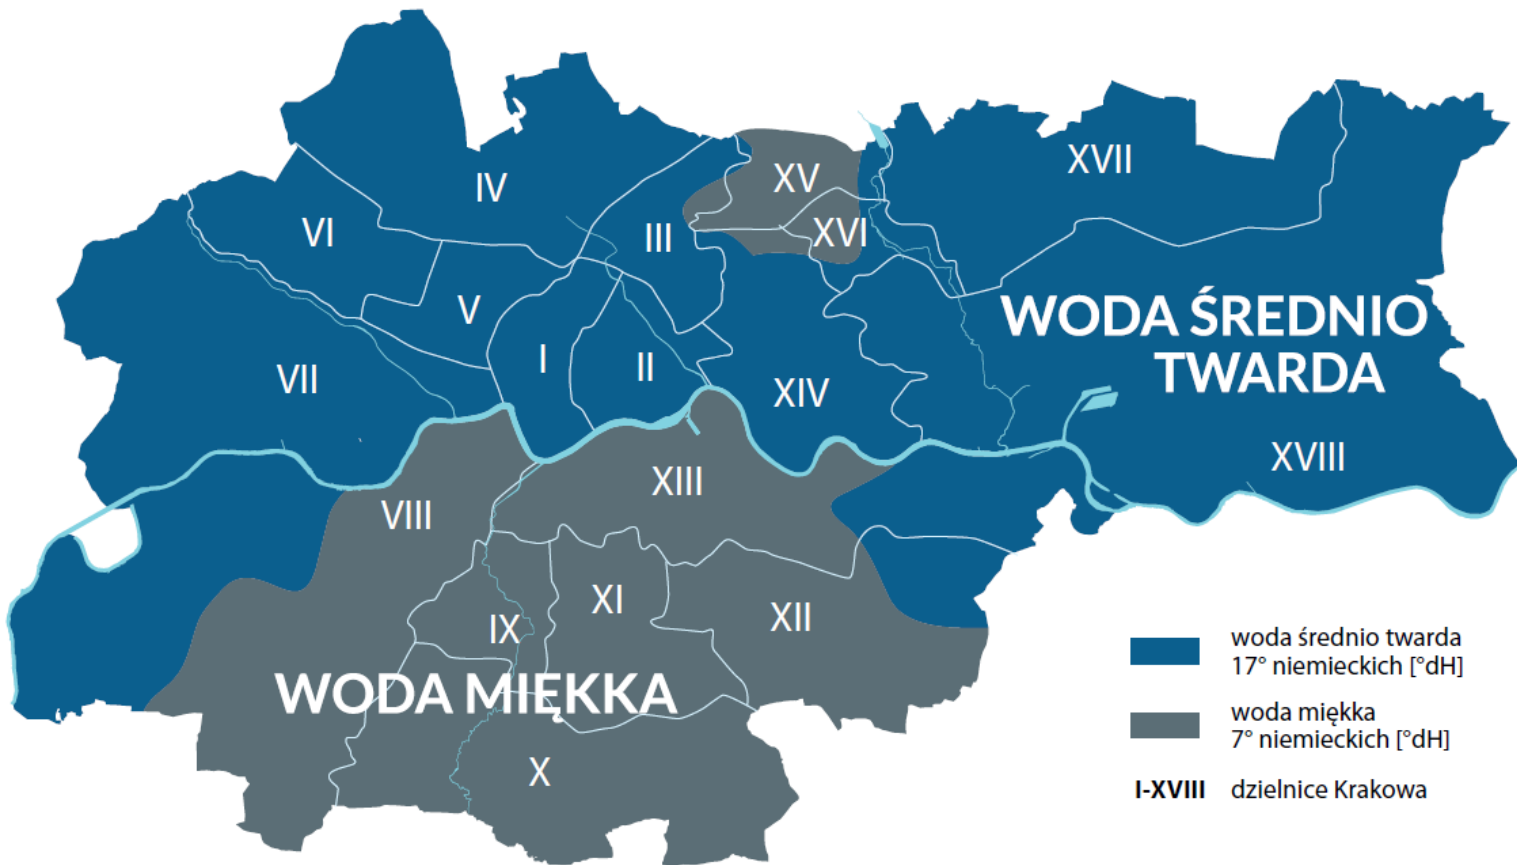 XV
XVII
IV
VI
III
XVI
V
WODA ŚREDNIO
TWARDA
I
II
VII
XIV
XVIII
XIII
VIII
XI
XII
IX
WODA MIĘKKA
X
woda średnio twarda
17° niemieckich [°dH]
woda miękka
7° niemieckich [°dH]
I-XVIII dzielnice Krakowa